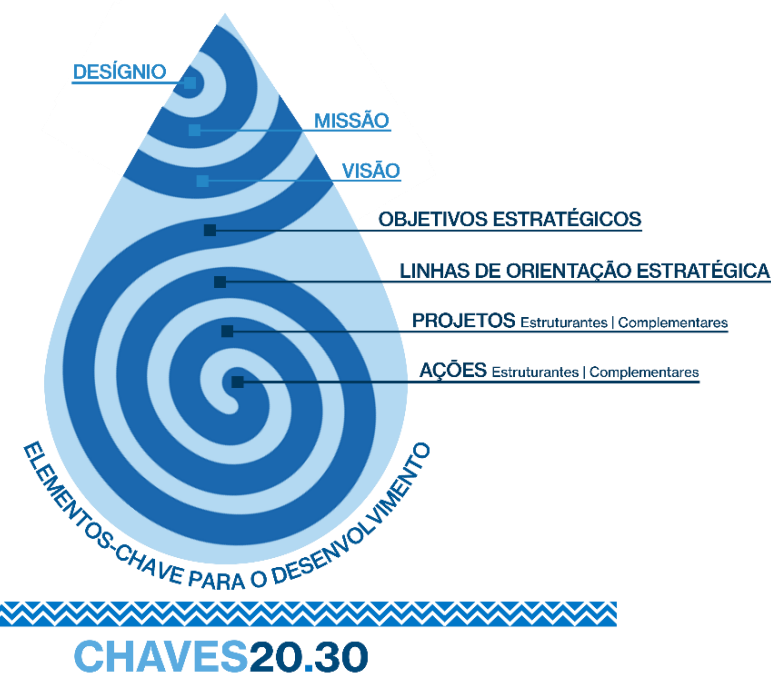 DESÍGNIO
MISSÃO
VISÃO
OBJETIVOS ESTRATÉGICOS
LINHAS DE ORIENTAÇÃO ESTRATÉGICA
PROJETOS Estruturantes | Complementares
AÇÕES Estruturantes | Complementares
ELEMENTOS-CHAVE PARA O DESENVOLVIMENTO
CHAVES20.30